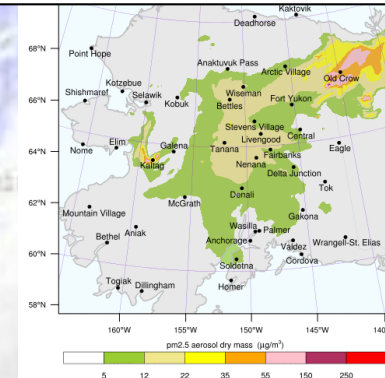 Kaktovik
Deadhorse
68°N
Point Hope
Anaktuvuk Pass
Arctic Village
Old Crow
Kotzebue
Shishmaref
Selawik
Kobuk
Wiseman
Bettles
Fort Yukon
66°N
Stevens Village
Livengood
Central
Nome
Elim
Galena
Tanana
Fairbanks
Eagle
64°N
Kaltag
Nenana
Delta Junction
Tok
Denali
McGrath
Mountain Village
Gakona
62°N
Aniak
Bethel
Wasilla
Palmer
Anchorage
Valdez
Wrangell-St. Elias
60°N
Soldotna
Cordova
Togiak
Dillingham
Homer
58°N
160°W 155°W 150°W 145°W 140
pm2.5 aerosol dry mass (µg/m³)
5 12 22 35 55 150 250